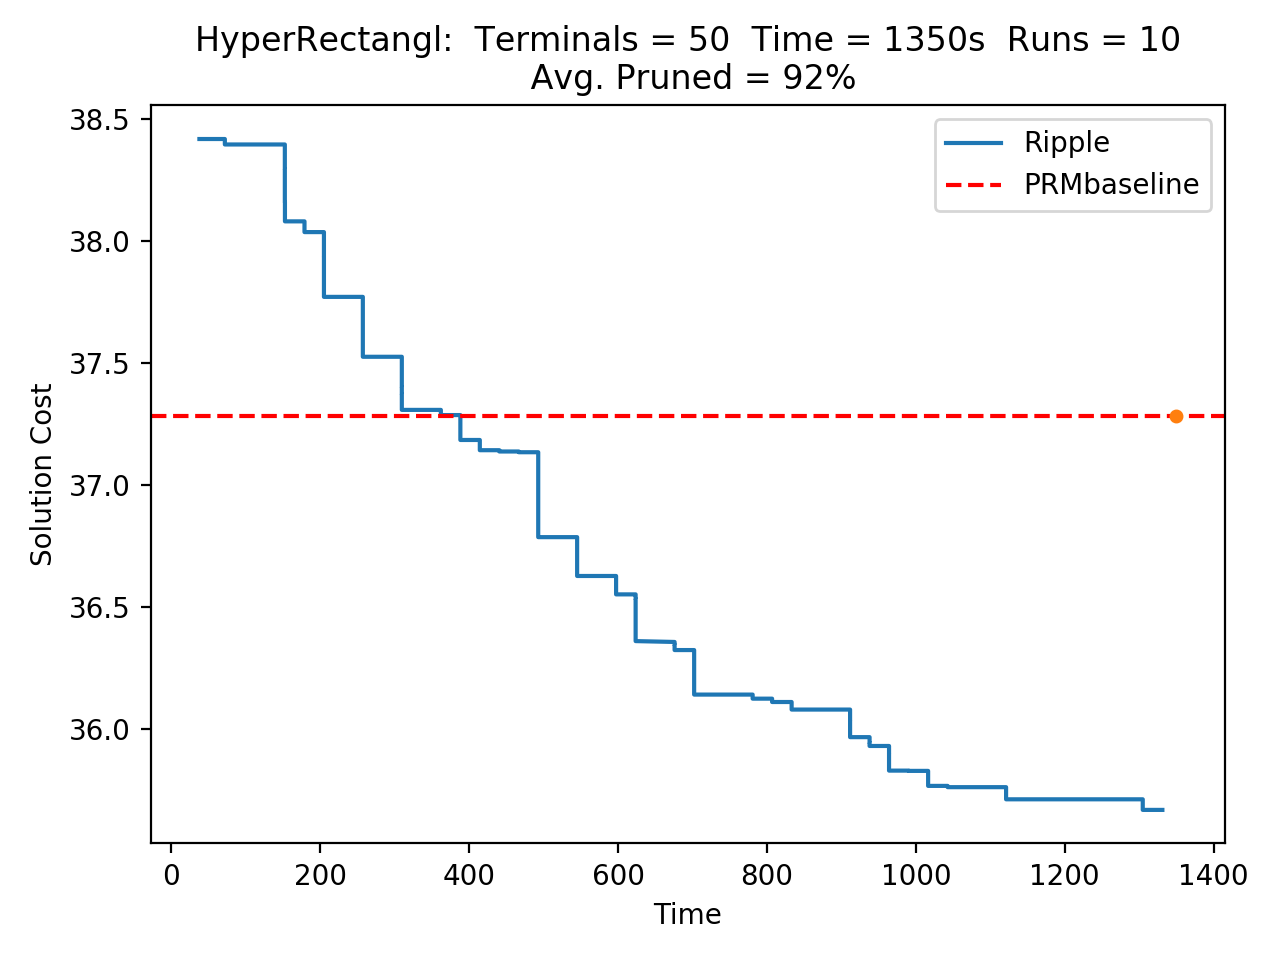 HyperRectangl: Terminals = 50 Time = 1350s Runs = 10
Avg. Pruned = 92%
38.5
38.0
37.5
37.0
36.5
36.0
Solution Cost
Ripple
PRMbaseline
0 200 400 600 800 1000 1200 1400
Time